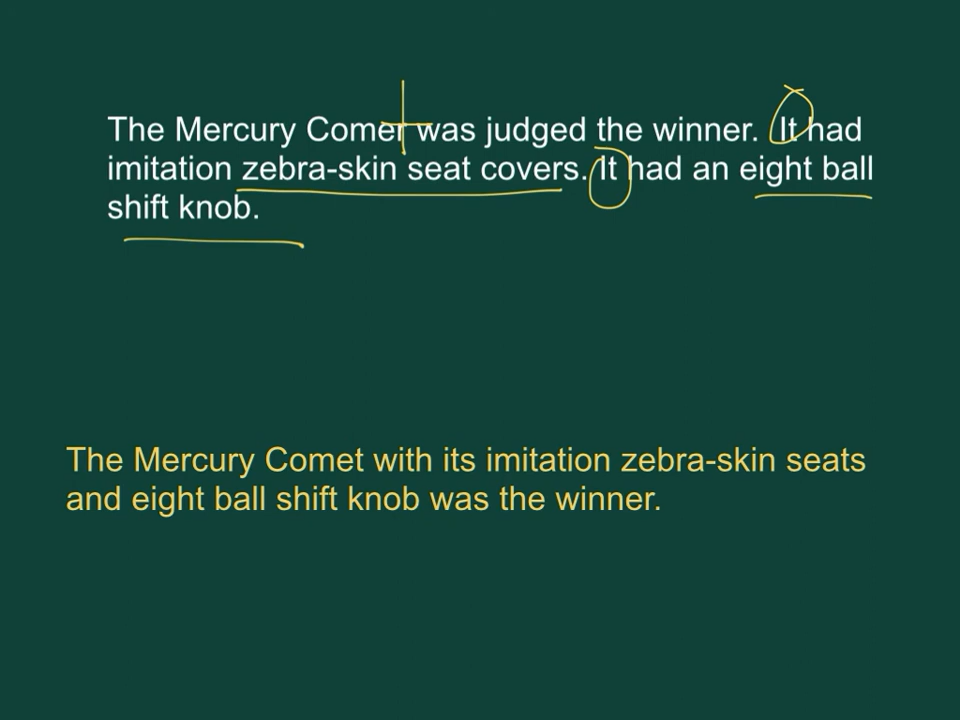 The Mercury Comer was judged the winner. It had
imitation zebra-skin seat covers. It had an eight ball
shift knob.
The Mercury Comet with its imitation zebra-skin seats
and eight ball shift knob was the winner.